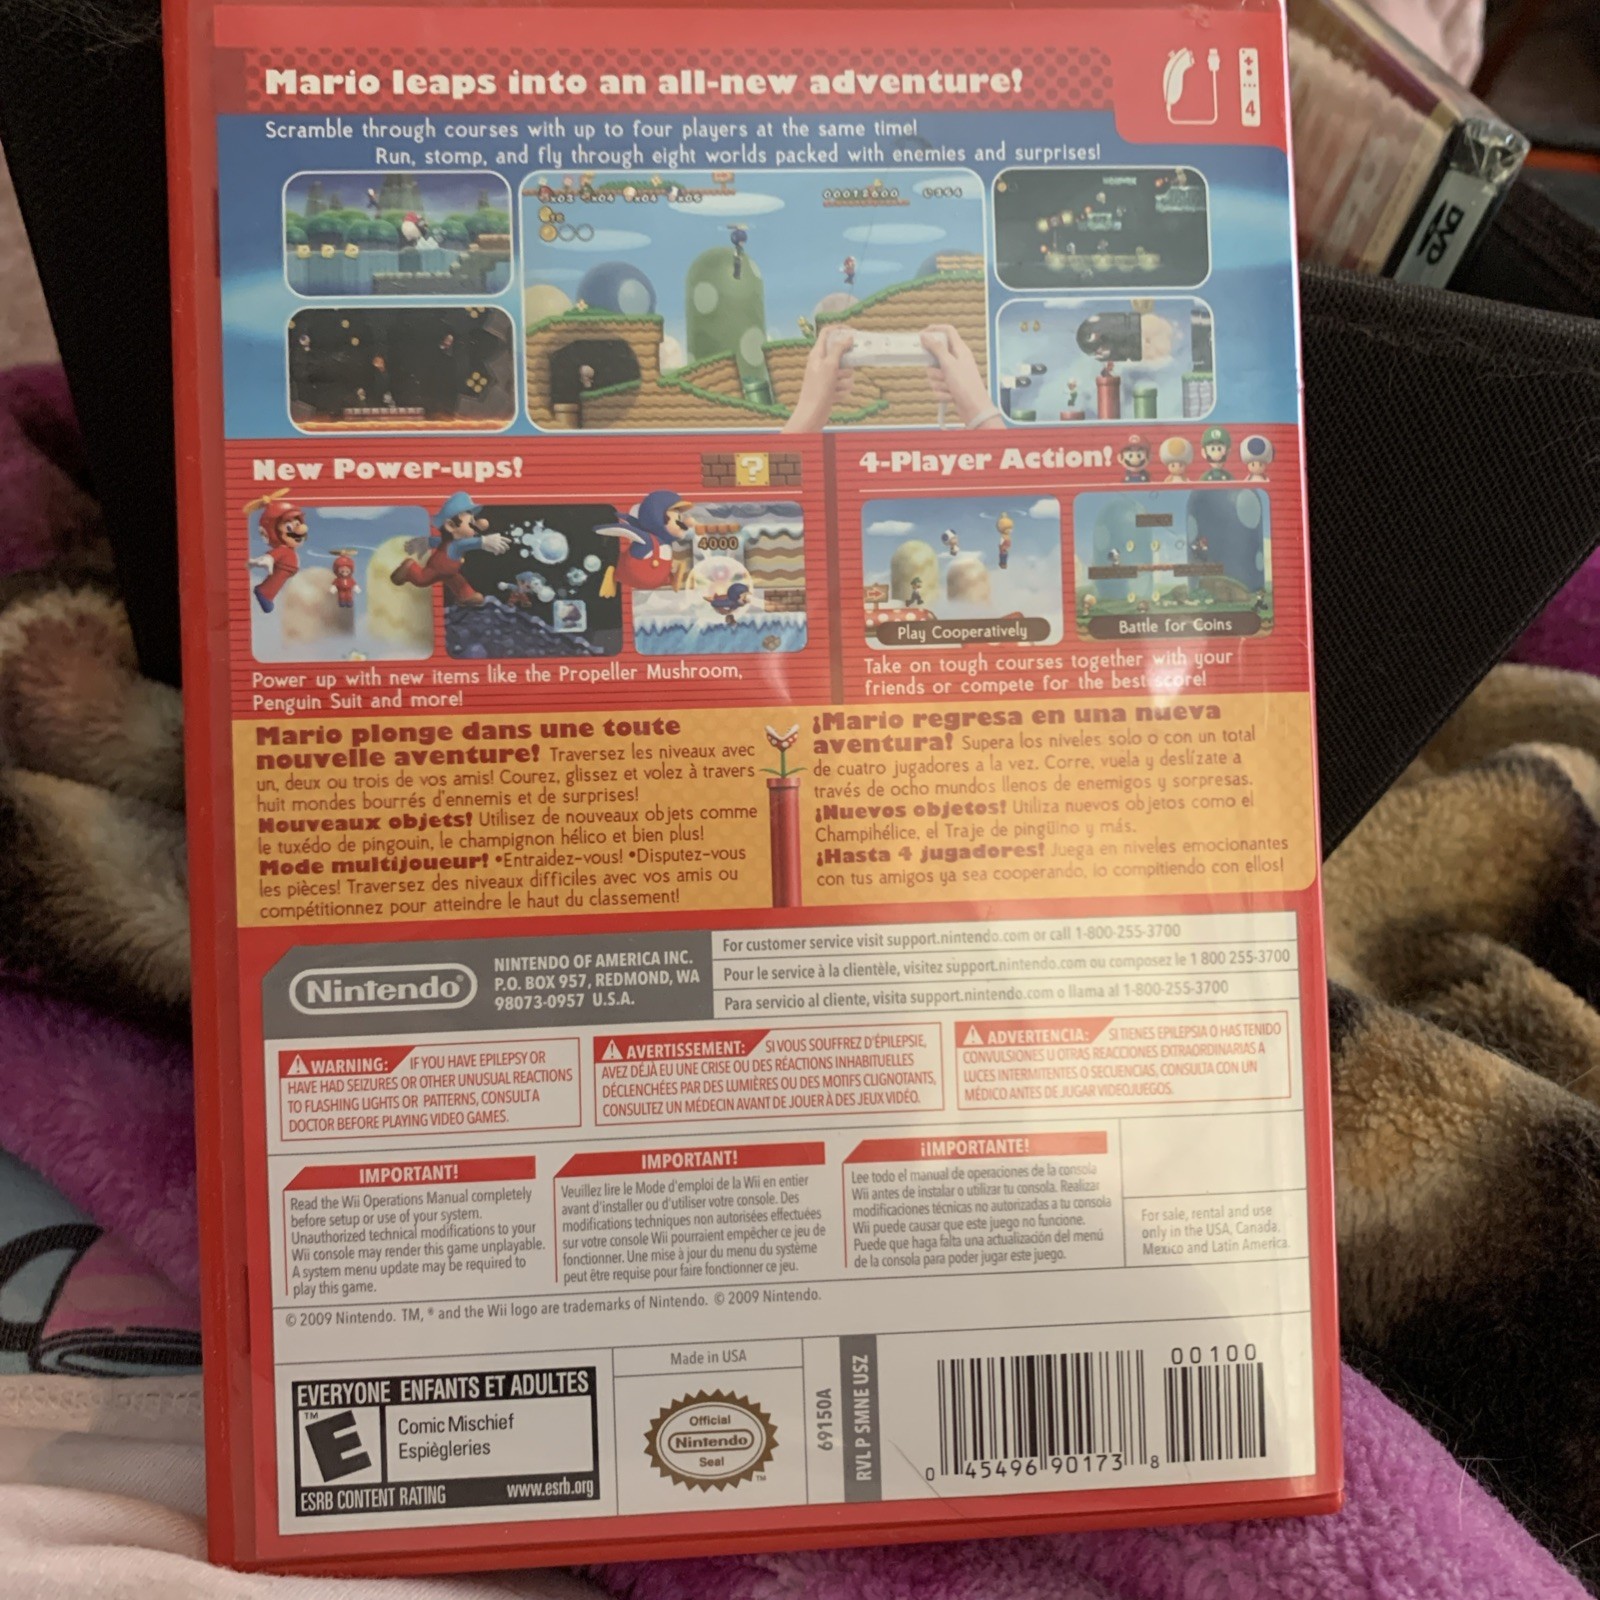 Mario leaps into an all-new adventure!
4
Scramble through courses with up to four players at the same time!
Run, stomp, and fly through eight worlds packed with enemies and surprises!
New Power-ups!
4-Player Action!
?
4000
Play Cooperatively
Battle for Coins
Power up with new items like the Propeller Mushroom,
Penguin Suit and more!
Take on tough courses together with your
friends or compete for the best score!
Mario plonge dans une toute
nouvelle aventure! Traversez les niveaux avec
un, deux ou trois de vos amis! Courez, glissez et volez à travers
huit mondes bourrés d'ennemis et de surprises!
Nouveaux objets! Utilisez de nouveaux objets comme
le tuxédo de pingouin, le champignon hélico et bien plus!
Mode multijoueur! •Entraidez-vous! •Disputez-vous
les pièces! Traversez des niveaux difficiles avec vos amis ou
compétitionnez pour atteindre le haut du classement!
¡Mario regresa en una nueva
aventura! Supera los niveles solo o con un total
de cuatro jugadores a la vez. Corre, vuela y deslízate a
través de ocho mundos llenos de enemigos y sorpresas.
¡Nuevos objetos! Utiliza nuevos objetos como el
Champihélice, el Traje de pingüino y más.
¡Hasta 4 jugadores! Juega en niveles emocionantes
con tus amigos ya sea cooperando, ¡o compitiendo con ellos!
Nintendo®
NINTENDO OF AMERICA INC.
P.O. BOX 957, REDMOND, WA
98073-0957 U.S.A.
For customer service visit support.nintendo.com or call 1-800-255-3700
Pour le service à la clientèle, visitez support.nintendo.com ou composez le 1 800 255-3700
Para servicio al cliente, visita support.nintendo.com o llama al 1-800-255-3700
WARNING: IF YOU HAVE EPILEPSY OR
HAVE HAD SEIZURES OR OTHER UNUSUAL REACTIONS
TO FLASHING LIGHTS OR PATTERNS, CONSULT A
DOCTOR BEFORE PLAYING VIDEO GAMES.
AVERTISSEMENT: SI VOUS SOUFFREZ D'ÉPILEPSIE,
AVEZ DÉJÀ EU UNE CRISE OU DES RÉACTIONS INHABITUELLES
DÉCLENCHÉES PAR DES LUMIÈRES OU DES MOTIFS CLIGNOTANTS,
CONSULTEZ UN MÉDECIN AVANT DE JOUER À DES JEUX VIDÉO.
ADVERTENCIA: SI TIENES EPILEPSIA O HAS TENIDO
CONVULSIONES U OTRAS REACCIONES EXTRAORDINARIAS A
LUCES INTERMITENTES O SECUENCIAS, CONSULTA CON UN
MÉDICO ANTES DE JUGAR VIDEOJUEGOS.
IMPORTANT!
Read the Wii Operations Manual completely
before setup or use of your system.
Unauthorized technical modifications to your
Wii console may render this game unplayable.
A system menu update may be required to
play this game.
IMPORTANT!
Veuillez lire le Mode d'emploi de la Wii en entier
avant d'installer ou d'utiliser votre console. Des
modifications techniques non autorisées effectuées
sur votre console Wii pourraient empêcher ce jeu de
fonctionner. Une mise à jour du menu du système
peut être requise pour faire fonctionner ce jeu.
¡IMPORTANTE!
Lee todo el manual de operaciones de la consola
Wii antes de instalar o utilizar tu consola. Realizar
modificaciones técnicas no autorizadas a tu consola
Wii puede causar que este juego no funcione.
Puede que haga falta una actualización del menú
de la consola para poder jugar este juego.
For sale, rental and use
only in the USA, Canada,
Mexico and Latin America.
© 2009 Nintendo. TM, ® and the Wii logo are trademarks of Nintendo. © 2009 Nintendo.
EVERYONE ENFANTS ET ADULTES
E™
Comic Mischief
Espiègleries
ESRB CONTENT RATING www.esrb.org
Made in USA
Official
Nintendo
Seal
TM
69150A
RVL P SMNE USZ
00100
0 45496 90173 8
DVD